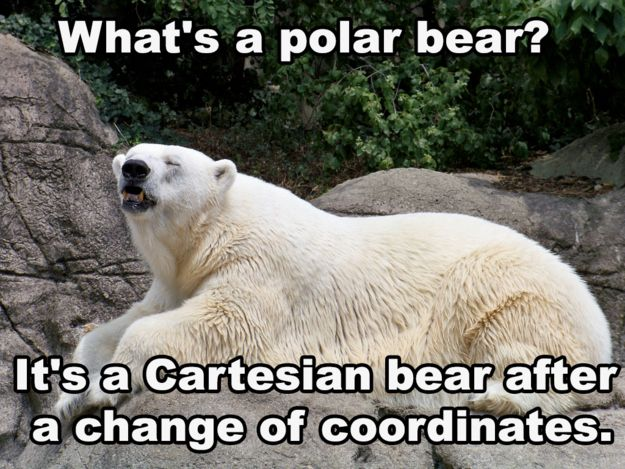 What's a polar bear?
It's a Cartesian bear after
a change of coordinates.